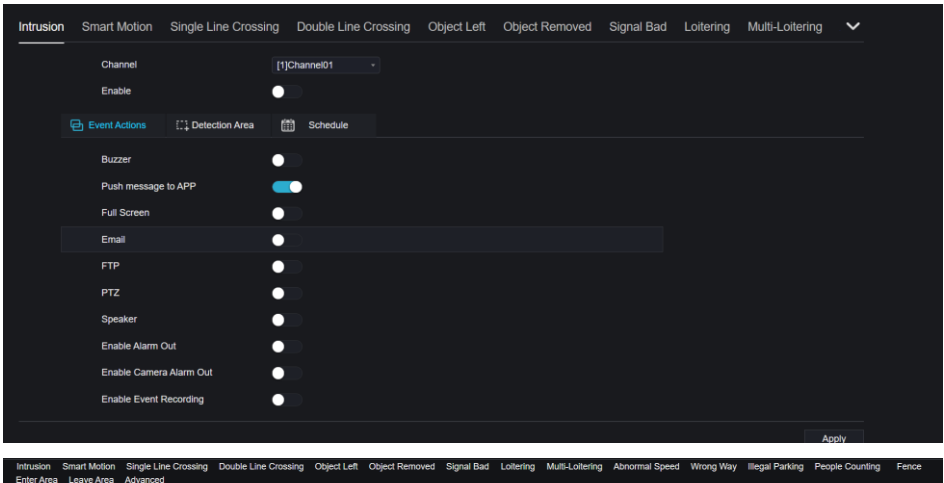 Intrusion Smart Motion Single Line Crossing Double Line Crossing Object Left Object Removed Signal Bad Loitering Multi-Loitering
Channel [1]Channel01
Enable
Event Actions Detection Area Schedule
Buzzer
Push message to APP
Full Screen
Email
FTP
PTZ
Speaker
Enable Alarm Out
Enable Camera Alarm Out
Enable Event Recording
Apply
Intrusion Smart Motion Single Line Crossing Double Line Crossing Object Left Object Removed Signal Bad Loitering Multi-Loitering Abnormal Speed Wrong Way Illegal Parking People Counting Fence
Enter Area Leave Area Advanced